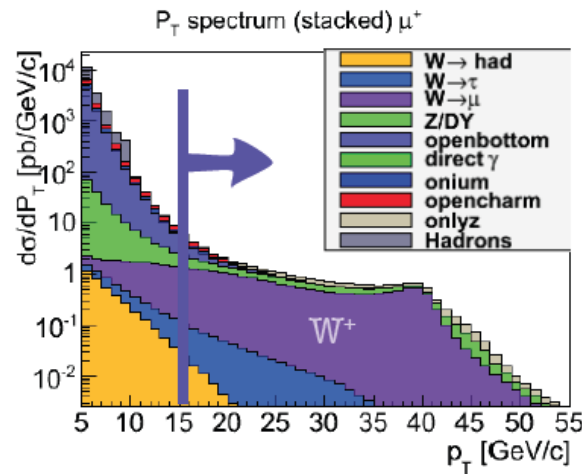 P_T spectrum (stacked) μ⁺
dσ/dP_T [pb/GeV/c]
10⁴
10³
10²
10
1
10⁻¹
10⁻²
W→ had
W→τ
W→μ
Z/DY
openbottom
direct γ
onium
opencharm
onlyz
Hadrons
W⁺
5 10 15 20 25 30 35 40 45 50 55
p_T [GeV/c]